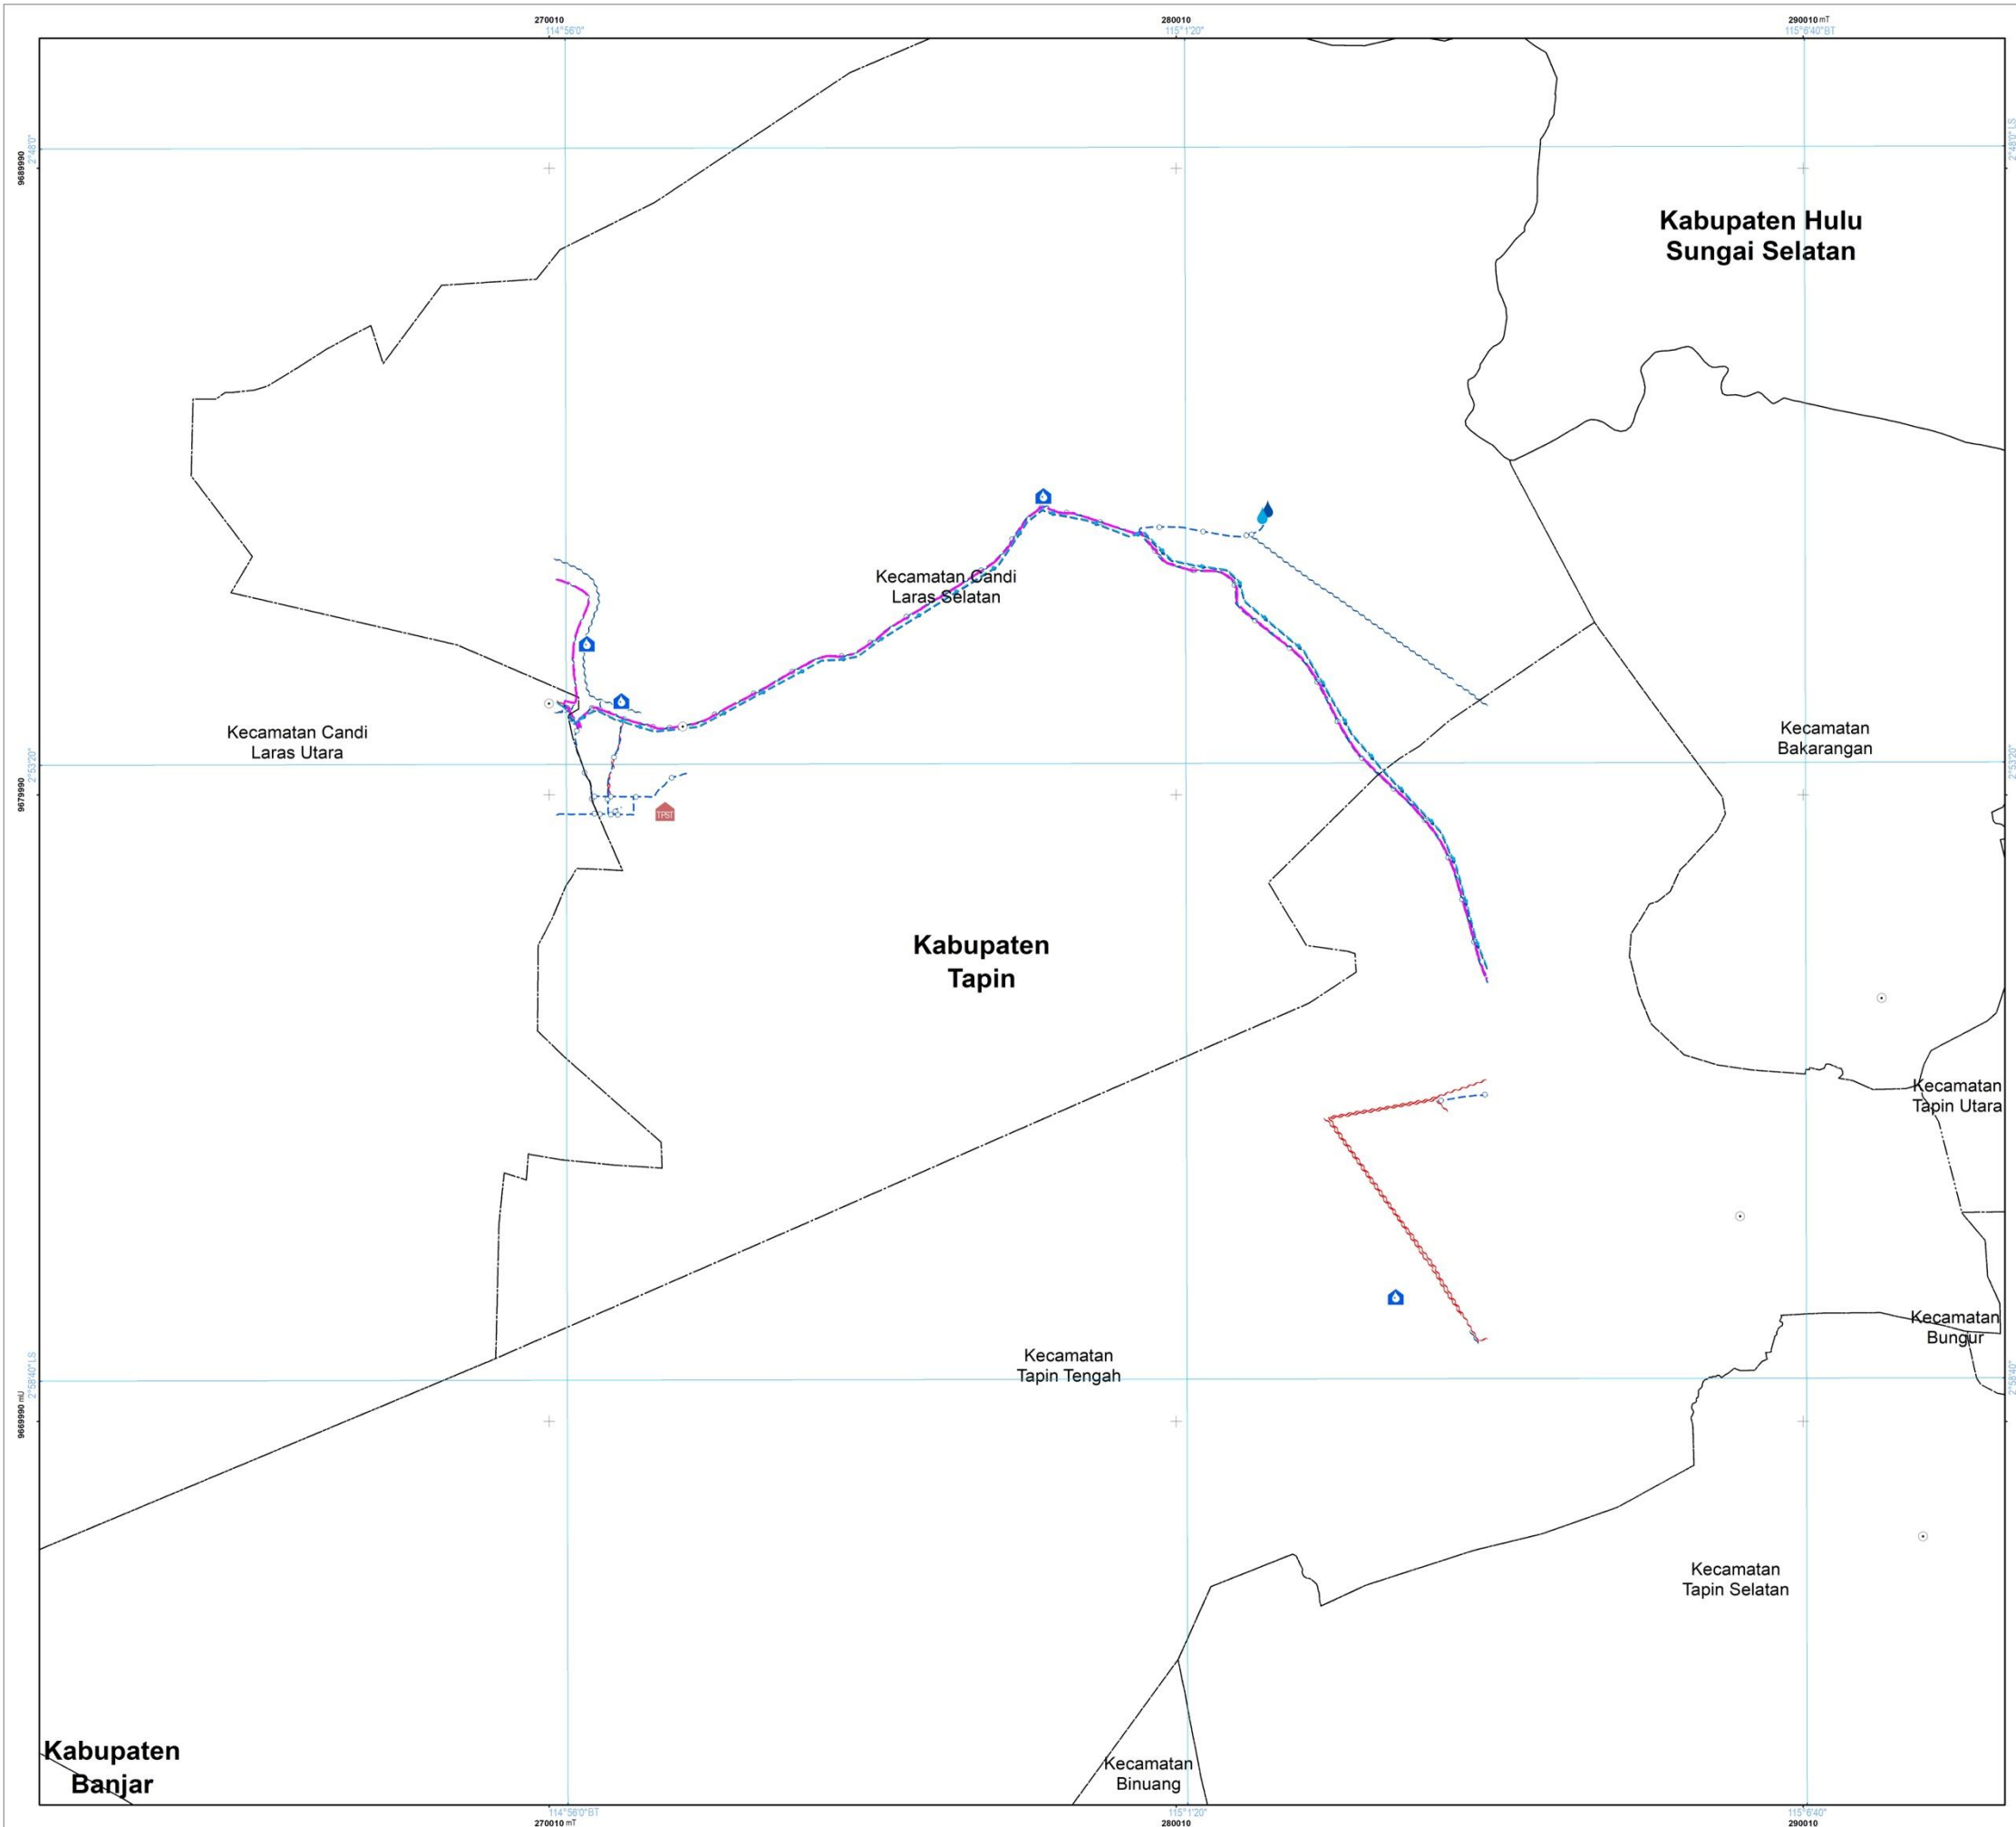 270010
280010
290010 mT
114°56'0"
115°1'20"
115°6'40" BT
2°48'0"
2°48'0" LS
9689990
Kabupaten Hulu
Sungai Selatan
Kecamatan Candi
Laras Selatan
Kecamatan Candi
Laras Utara
Kecamatan
Bakarangan
2°53'20"
2°53'20"
9679990
TPST
Kabupaten
Tapin
Kecamatan
Tapin Utara
Kecamatan
Bungur
Kecamatan
Tapin Tengah
2°58'40" LS
2°58'40"
9669990 mU
Kecamatan
Tapin Selatan
Kabupaten
Banjar
Kecamatan
Binuang
114°56'0" BT
115°1'20"
115°6'40"
270010 mT
280010
290010